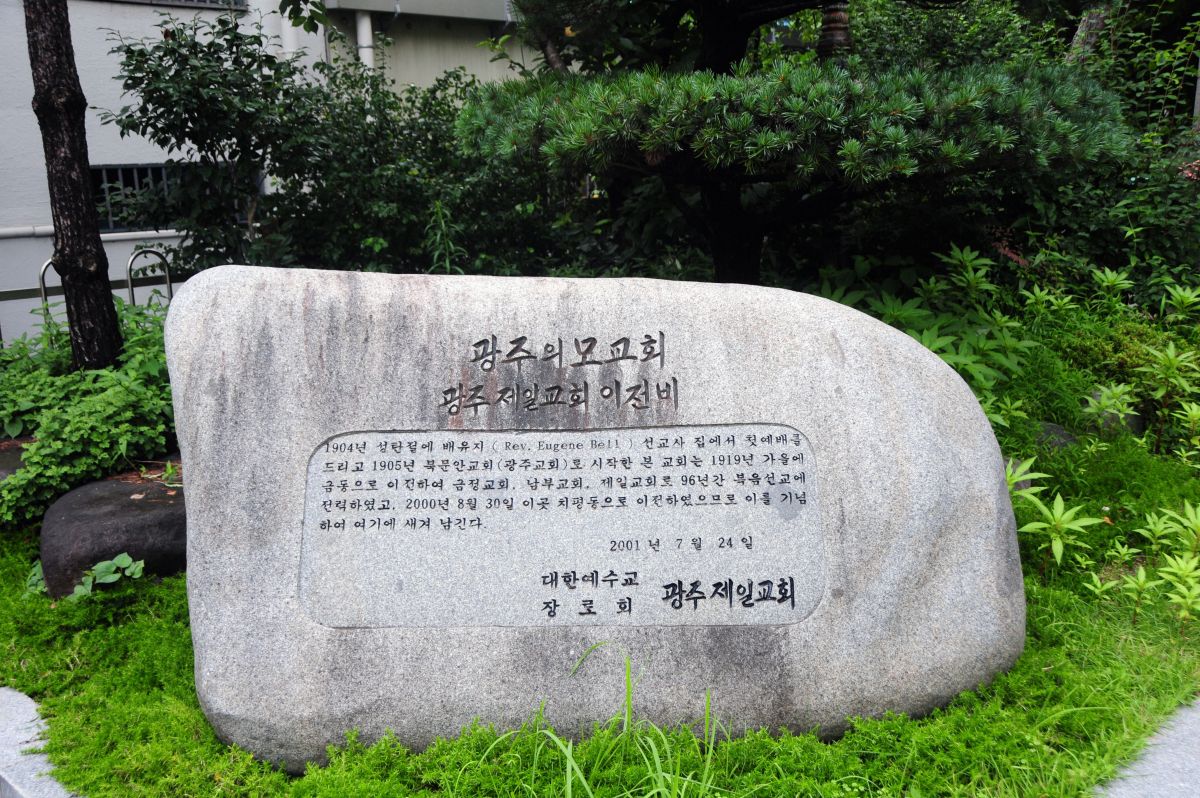 광주의 모교회
광주 제일교회 이전비
1904년 성탄절에 배유지 ( Rev. Eugene Bell ) 선교사 집에서 첫예배를
드리고 1905년 북문안교회(광주교회)로 시작한 본 교회는 1919년 가을에
금동으로 이전하여 금정교회, 남부교회, 제일교회로 96년간 복음선교에
전력하였고, 2000년 8월 30일 이곳 치평동으로 이전하였으므로 이를 기념
하여 여기에 새겨 남긴다.
2001 년 7 월 24 일
대한예수교
장 로 회 광주 제일교회